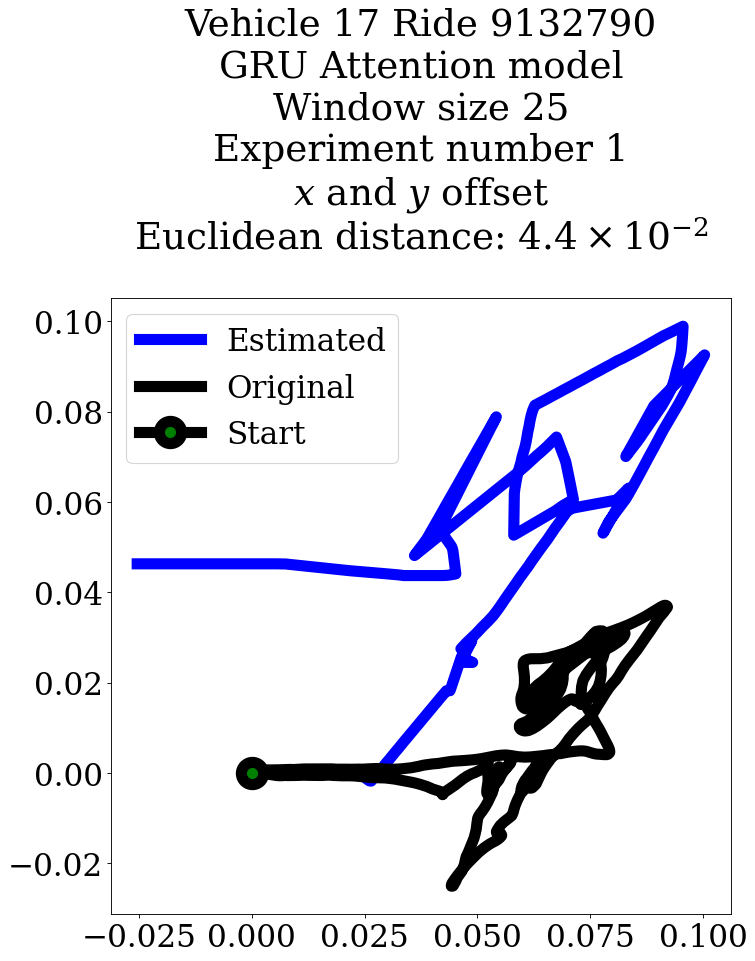 Vehicle 17 Ride 9132790
GRU Attention model
Window size 25
Experiment number 1
x and y offset
Euclidean distance: 4.4 × 10⁻²
Estimated
Original
Start
0.10
0.08
0.06
0.04
0.02
0.00
−0.02
−0.025 0.000 0.025 0.050 0.075 0.100